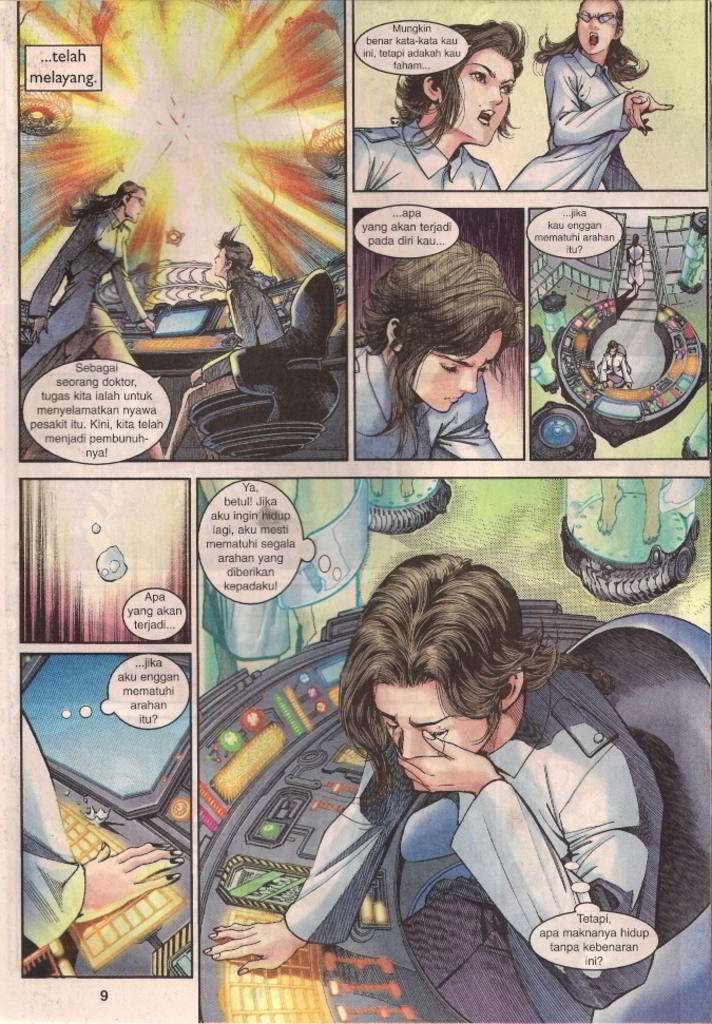 ...telah
melayang.
Sebagai
seorang doktor,
tugas kita ialah untuk
menyelamatkan nyawa
pesakit itu. Kini, kita telah
menjadi pembunuh-
nya!
Mungkin
benar kata-kata kau
ini, tetapi adakah kau
faham...
...apa
yang akan terjadi
pada diri kau...
...jika
kau enggan
mematuhi arahan
itu?
Apa
yang akan
terjadi...
...jika
aku enggan
mematuhi arahan
itu?
Ya,
betul! Jika
aku ingin hidup
lagi, aku mesti
mematuhi segala
arahan yang
diberikan
kepadaku!
Tetapi,
apa maknanya hidup
tanpa kebenaran
ini?
9